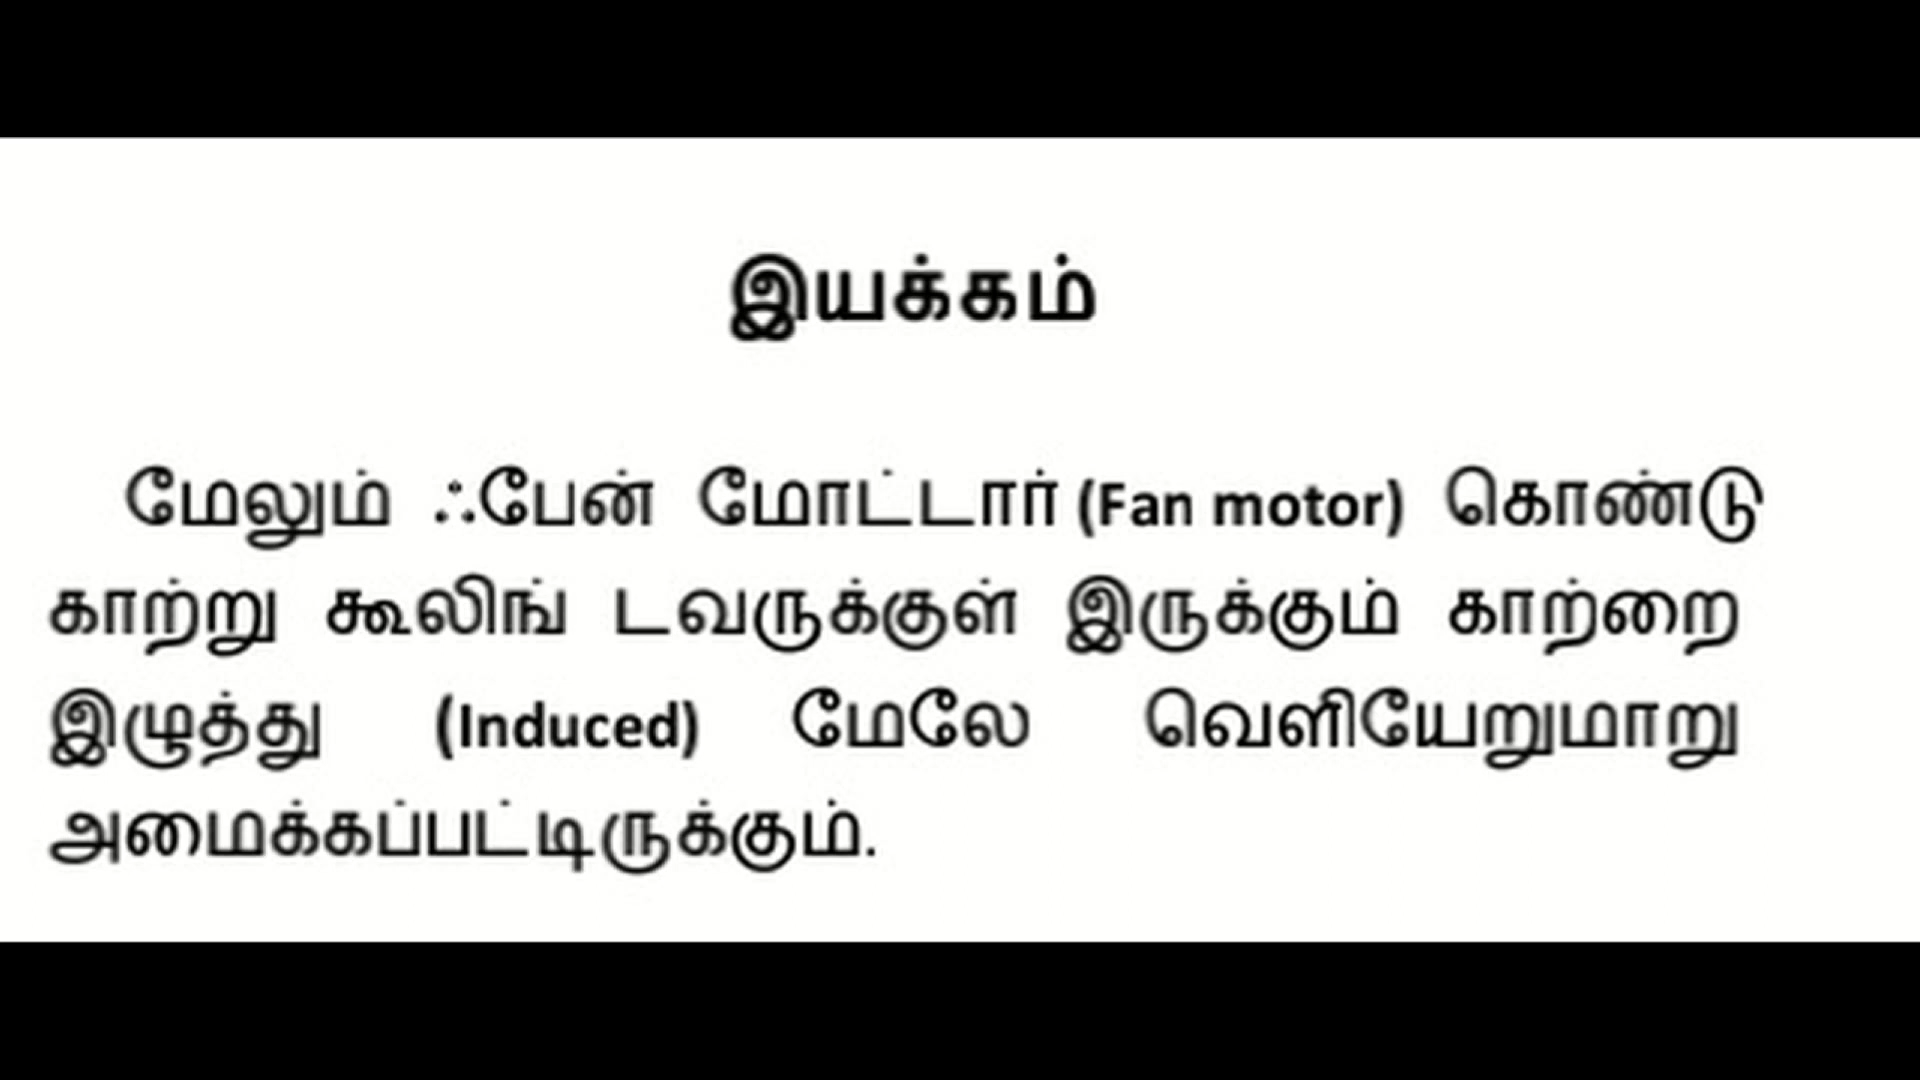 இயக்கம்
மேலும் ஃபேன் மோட்டார் (Fan motor) கொண்டு
காற்று கூலிங் டவருக்குள் இருக்கும் காற்றை
இழுத்து (Induced) மேலே வெளியேறுமாறு
அமைக்கப்பட்டிருக்கும்.